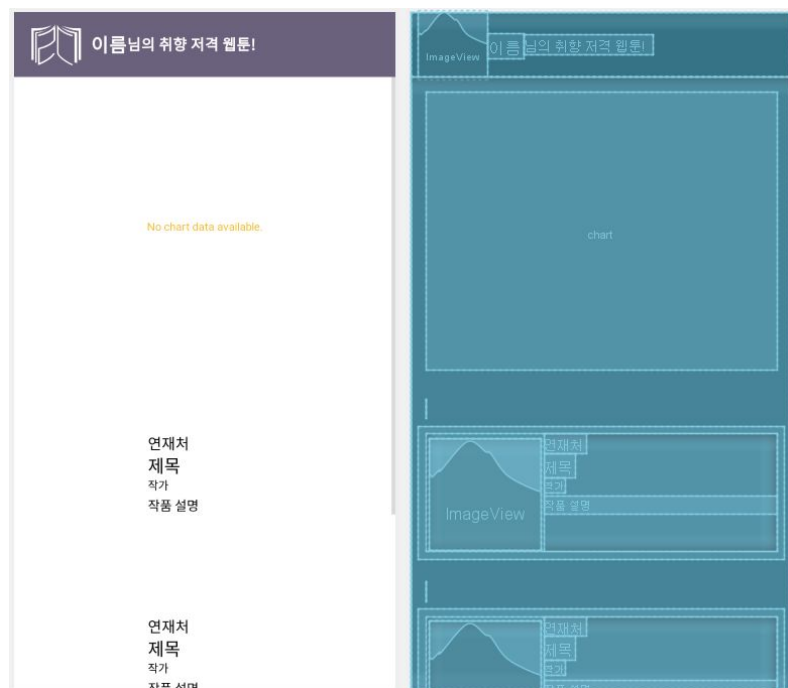 이름님의 취향 저격 웹툰!
No chart data available.
연재처
제목
작가
작품 설명
연재처
제목
작가
작품 설명
ImageView
이름
님의 취향 저격 웹툰!
chart
ImageView
연재처
제목
작가
작품 설명
연재처
제목
작가